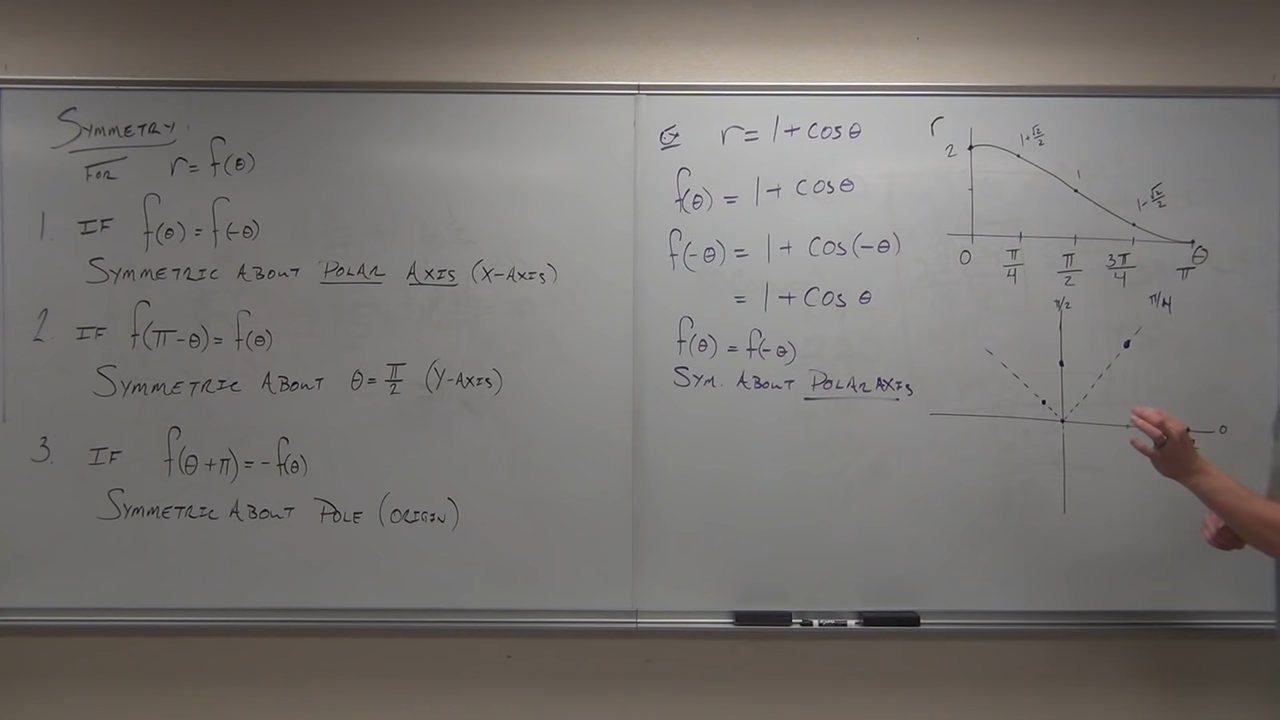 SYMMETRY
FOR r = f(θ)
1. IF f(θ) = f(-θ)
SYMMETRIC ABOUT POLAR AXIS (X-AXIS)
2. IF f(π-θ) = f(θ)
SYMMETRIC ABOUT θ = π/2 (Y-AXIS)
3. IF f(θ+π) = -f(θ)
SYMMETRIC ABOUT POLE (ORIGIN)
EX r = 1 + cosθ
f(θ) = 1 + cosθ
f(-θ) = 1 + cos(-θ)
= 1 + cos θ
f(θ) = f(-θ)
SYM. ABOUT POLAR AXIS
r
2
1+√2/2
1
1-√2/2
0 π/4 π/2 3π/4 π θ
π/2
π/4
0